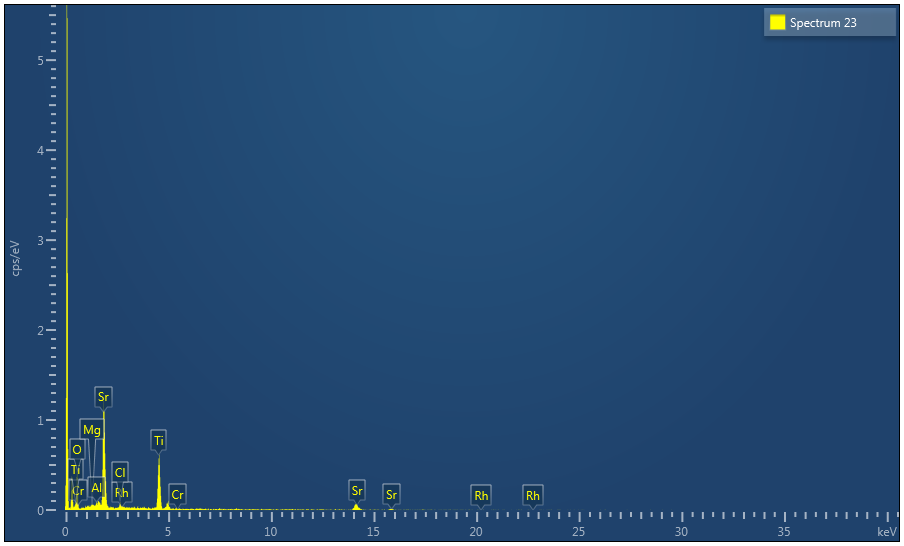 Spectrum 23
cps/eV
5
4
3
2
1
0
Sr
Mg
O
Ti
Cr
Al
Cl
Rh
Ti
Cr
Sr
Sr
Rh
Rh
0 5 10 15 20 25 30 35 keV